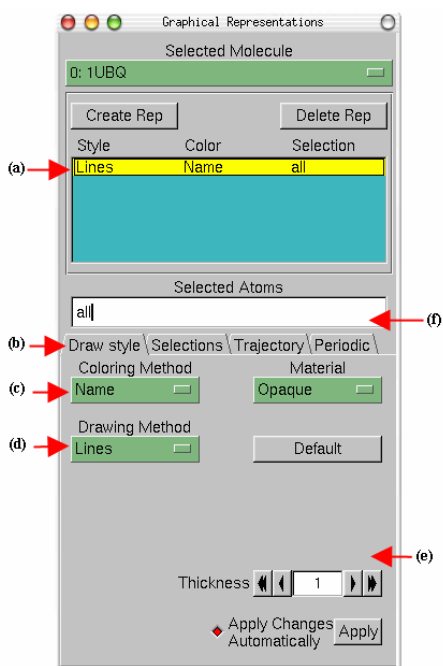 Graphical Representations
Selected Molecule
0: 1UBQ
Create Rep Delete Rep
Style Color Selection
(a) Lines Name all
Selected Atoms
all
(f)
(b) Draw style Selections Trajectory Periodic
Coloring Method Material
(c) Name Opaque
Drawing Method
(d) Lines Default
(e)
Thickness 1
Apply Changes
Automatically Apply